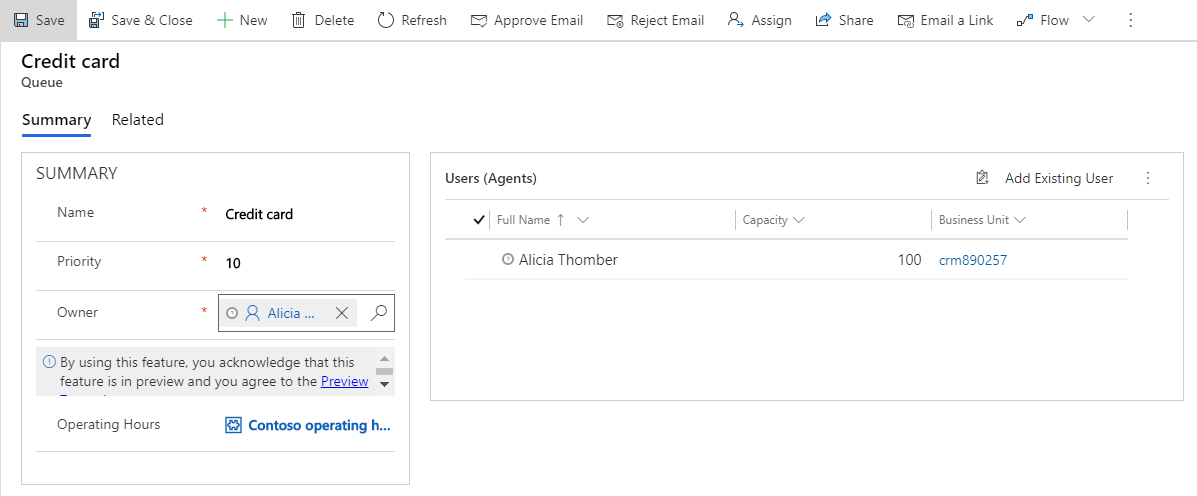 Save Save & Close New Delete Refresh Approve Email Reject Email Assign Share Email a Link Flow
Credit card
Queue
Summary Related
SUMMARY
Name * Credit card
Priority * 10
Owner * Alicia ...
By using this feature, you acknowledge that this
feature is in preview and you agree to the Preview
Operating Hours Contoso operating h...
Users (Agents) Add Existing User
Full Name Capacity Business Unit
Alicia Thomber 100 crm890257